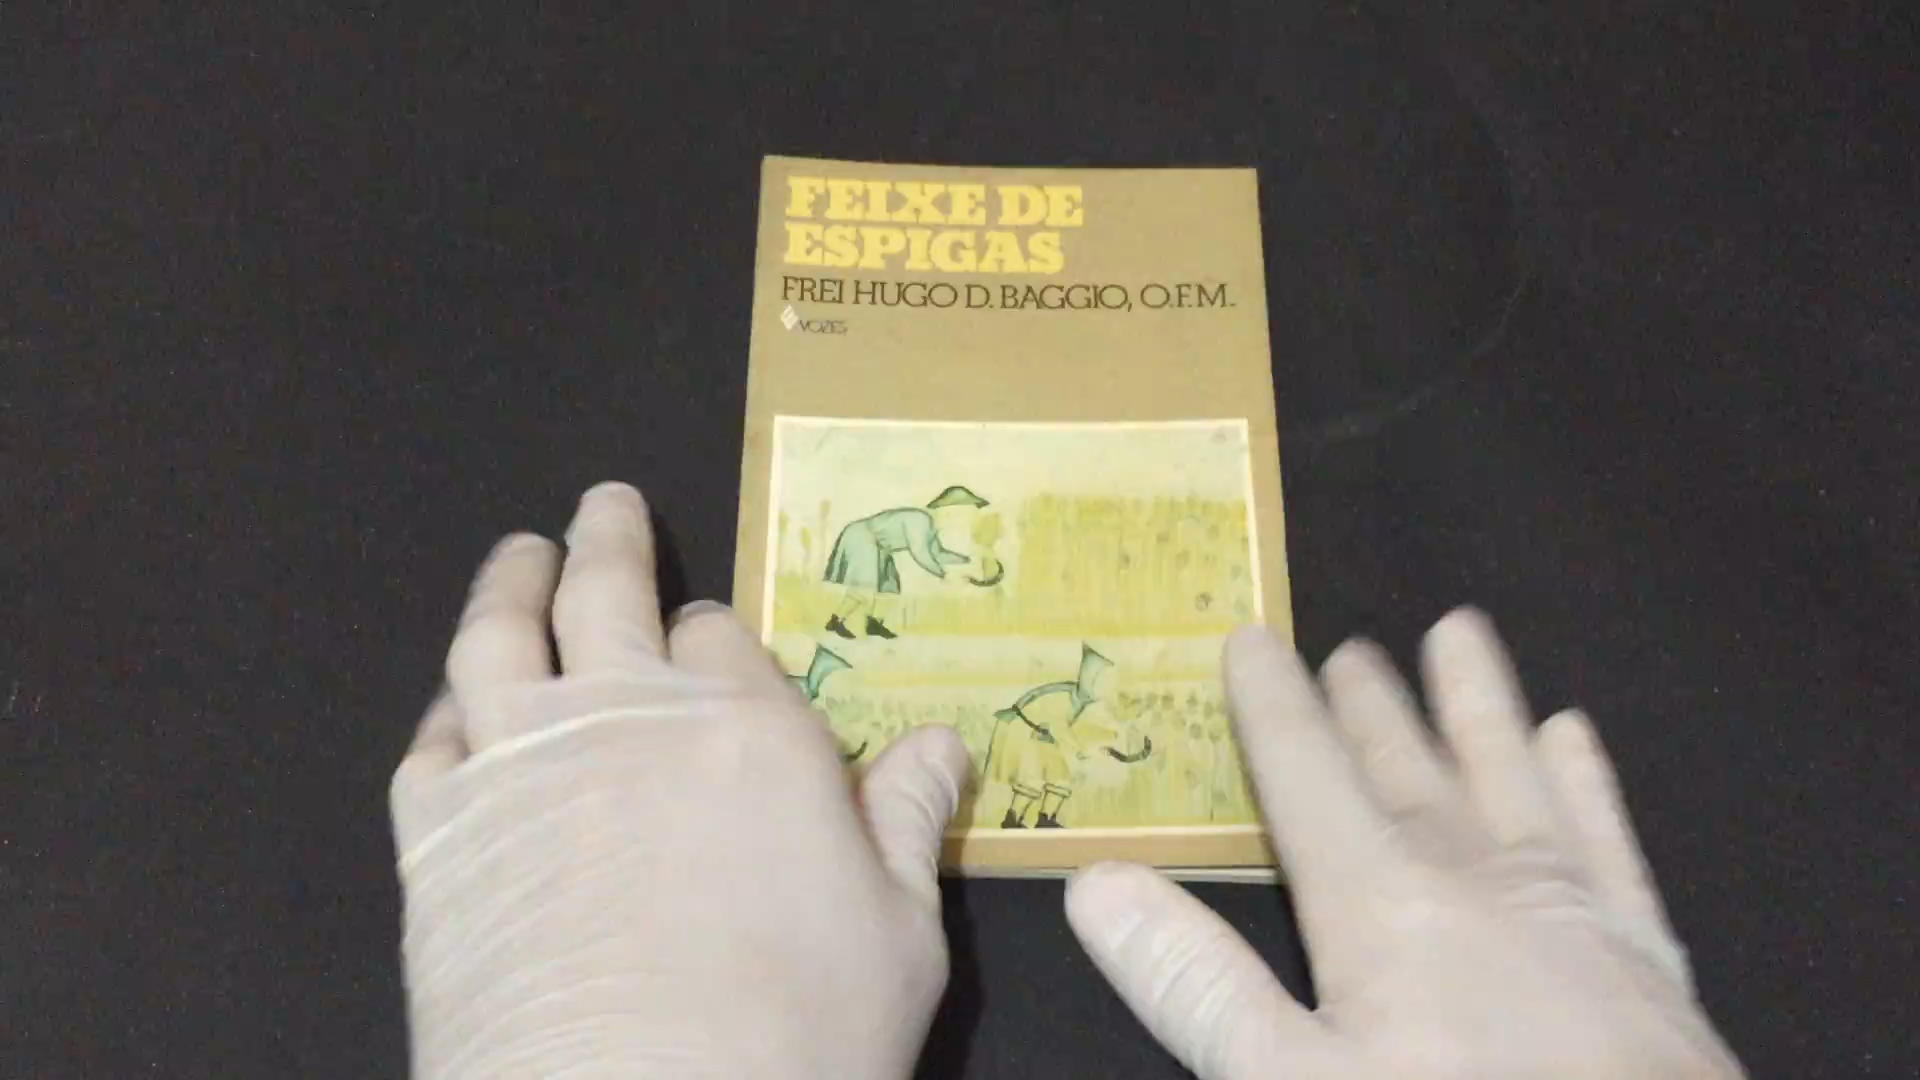 FEIXE DE
ESPIGAS
FREI HUGO D. BAGGIO, O.F.M.
VOZES